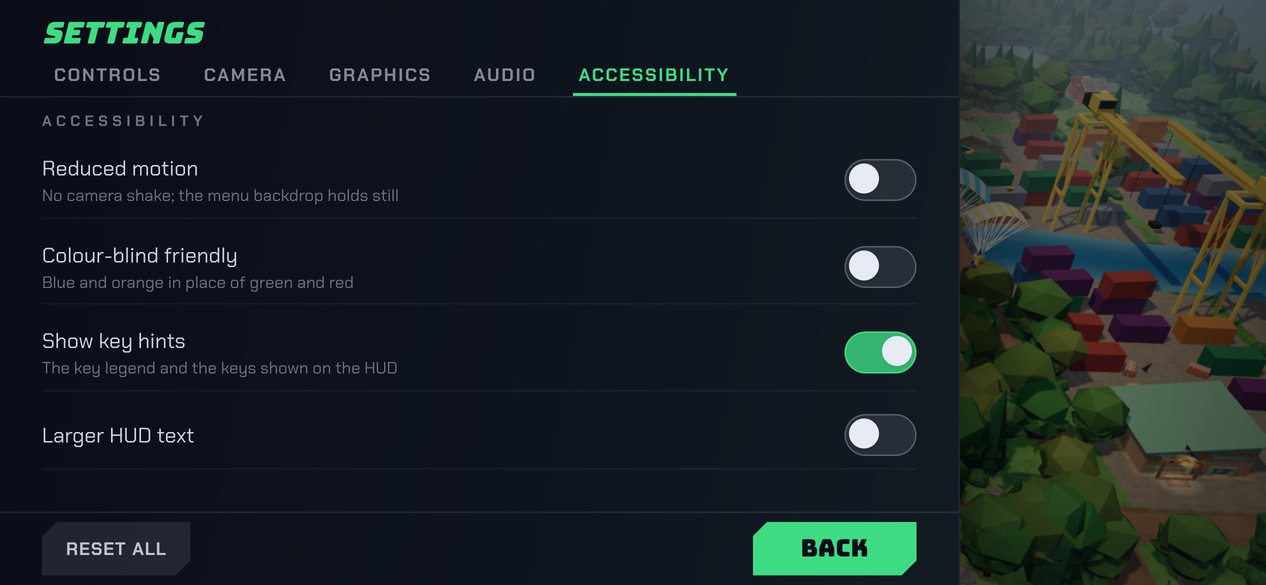 SETTINGS
CONTROLS CAMERA GRAPHICS AUDIO ACCESSIBILITY
ACCESSIBILITY
Reduced motion
No camera shake; the menu backdrop holds still
Colour-blind friendly
Blue and orange in place of green and red
Show key hints
The key legend and the keys shown on the HUD
Larger HUD text
RESET ALL BACK